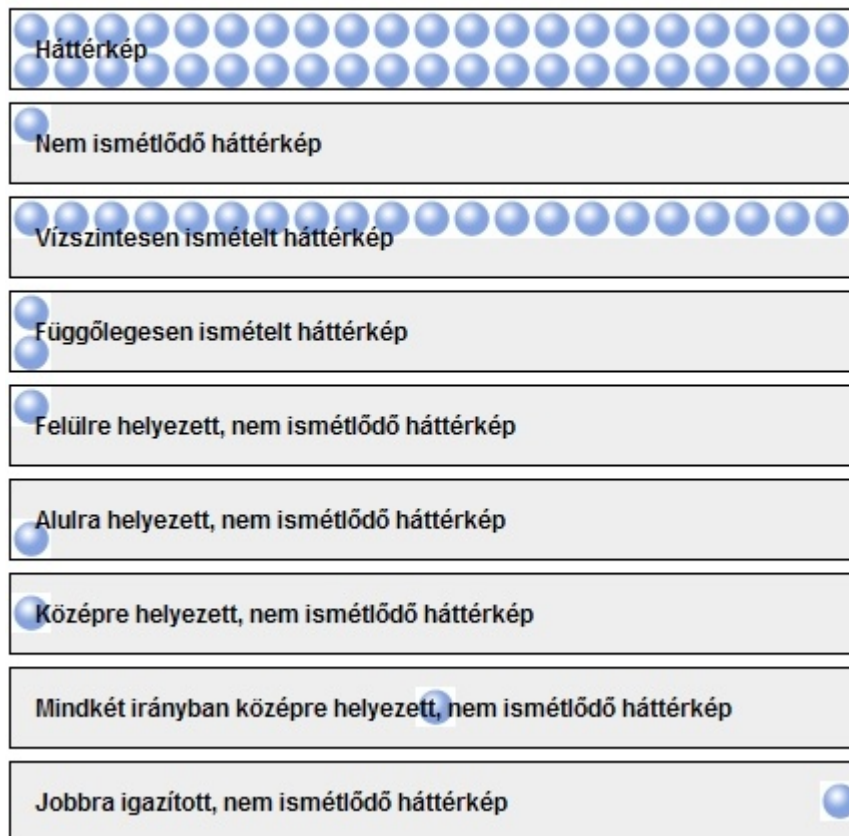 Háttérkép
Nem ismétlődő háttérkép
Vízszintesen ismételt háttérkép
Függőlegesen ismételt háttérkép
Felülre helyezett, nem ismétlődő háttérkép
Alulra helyezett, nem ismétlődő háttérkép
Középre helyezett, nem ismétlődő háttérkép
Mindkét irányban középre helyezett, nem ismétlődő háttérkép
Jobbra igazított, nem ismétlődő háttérkép